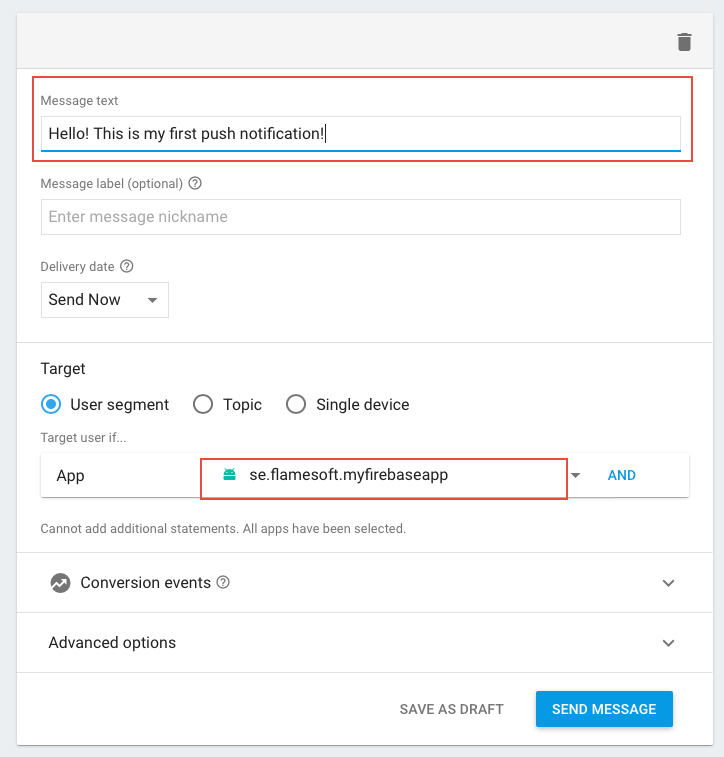 Message text
Hello! This is my first push notification!
Message label (optional)
Enter message nickname
Delivery date
Send Now
Target
User segment Topic Single device
Target user if...
App se.flamesoft.myfirebaseapp AND
Cannot add additional statements. All apps have been selected.
Conversion events
Advanced options
SAVE AS DRAFT SEND MESSAGE